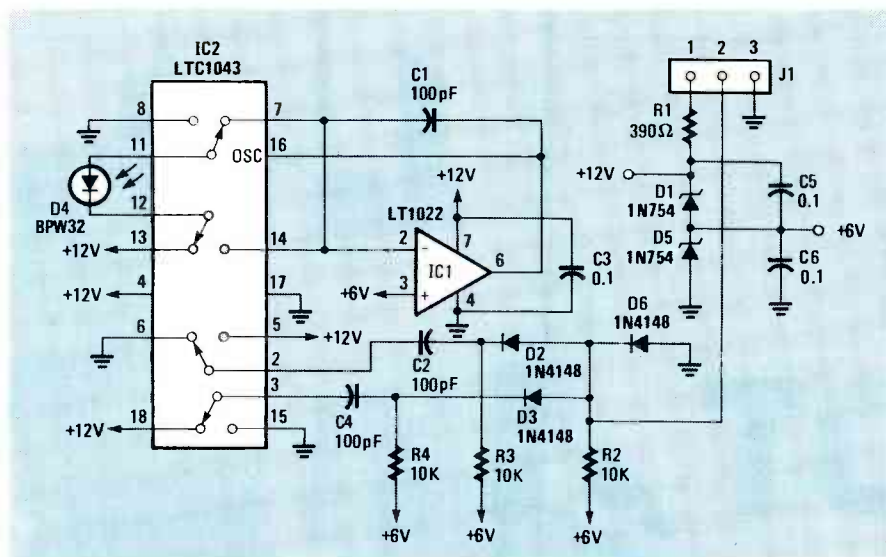 IC2
LTC1043
8
7
11
16
OSC
12
13
14
4
17
6
5
2
3
18
15
D4
BPW32
+12V
+12V
+12V
+12V
C1
100pF
+12V
LT1022
2
7
3
IC1
6
4
+6V
C3
0.1
1 2 3
J1
R1
390Ω
+12V
D1
1N754
D5
1N754
C5
0.1
+6V
C6
0.1
D6
1N4148
C2
100pF
D2
1N4148
D3
1N4148
C4
100pF
R4
10K
R3
10K
R2
10K
+6V
+6V
+6V